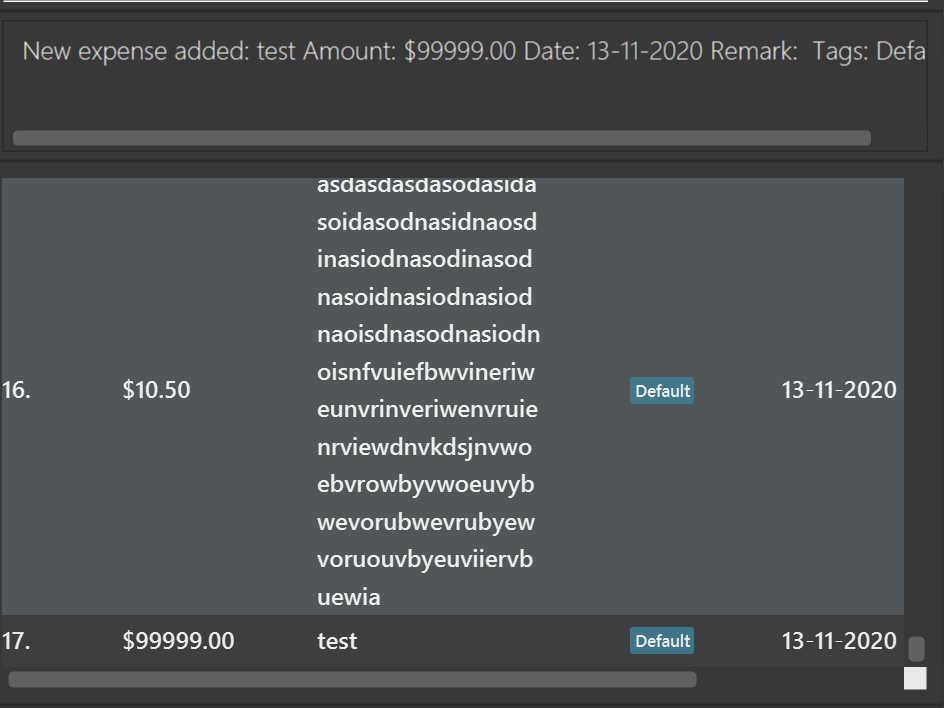 New expense added: test Amount: $99999.00 Date: 13-11-2020 Remark:  Tags: Defa
asdasdasdasodasida
soidasodnasidnaosd
inasiodnasodinasod
nasoidnasiodnasiod
naoisdnasodnasiodn
oisnfvuiefbwvineriw
16. $10.50 Default 13-11-2020
eunvrinveriwenvruie
nrviewdnvkdsjnvwo
ebvrowbyvwoeuvyb
wevorubwevrubyew
voruouvbyeuviiervb
uewia
17. $99999.00 test Default 13-11-2020